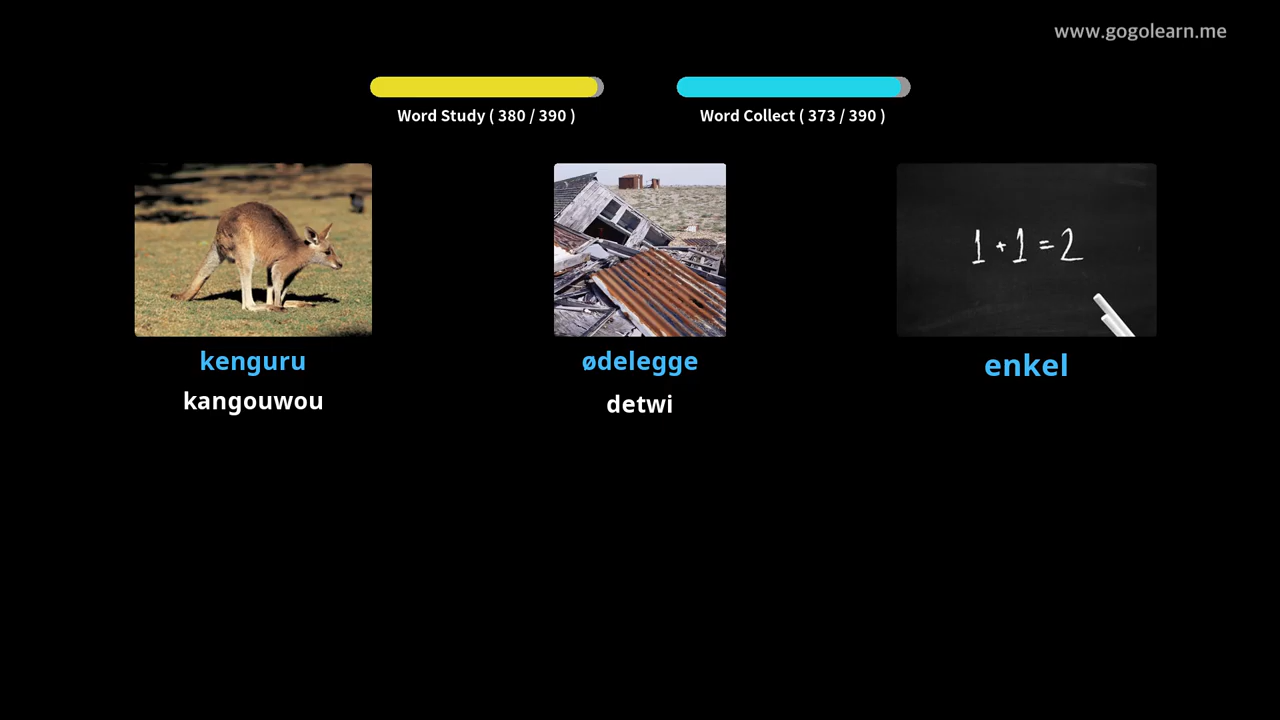 www.gogolearn.me
Word Study ( 380 / 390 )
Word Collect ( 373 / 390 )
1 + 1 = 2
kenguru
ødelegge
enkel
kangouwou
detwi